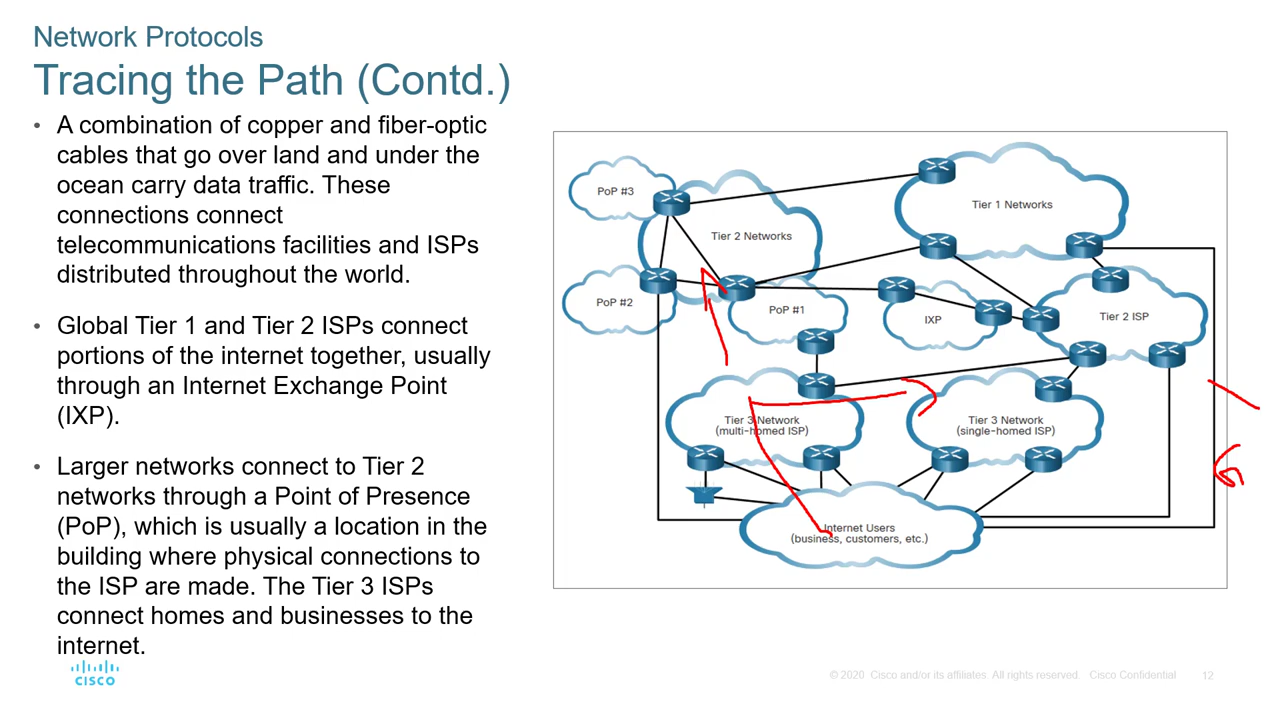 Network Protocols
Tracing the Path (Contd.)
• A combination of copper and fiber-optic
cables that go over land and under the
ocean carry data traffic. These
connections connect
telecommunications facilities and ISPs
distributed throughout the world.
• Global Tier 1 and Tier 2 ISPs connect
portions of the internet together, usually
through an Internet Exchange Point
(IXP).
• Larger networks connect to Tier 2
networks through a Point of Presence
(PoP), which is usually a location in the
building where physical connections to
the ISP are made. The Tier 3 ISPs
connect homes and businesses to the
internet.
PoP #3
Tier 2 Networks
Tier 1 Networks
PoP #2
PoP #1
IXP
Tier 2 ISP
Tier 3 Network
(multi-homed ISP)
Tier 3 Network
(single-homed ISP)
Internet Users
(business, customers, etc.)
CISCO
© 2020 Cisco and/or its affiliates. All rights reserved. Cisco Confidential
12